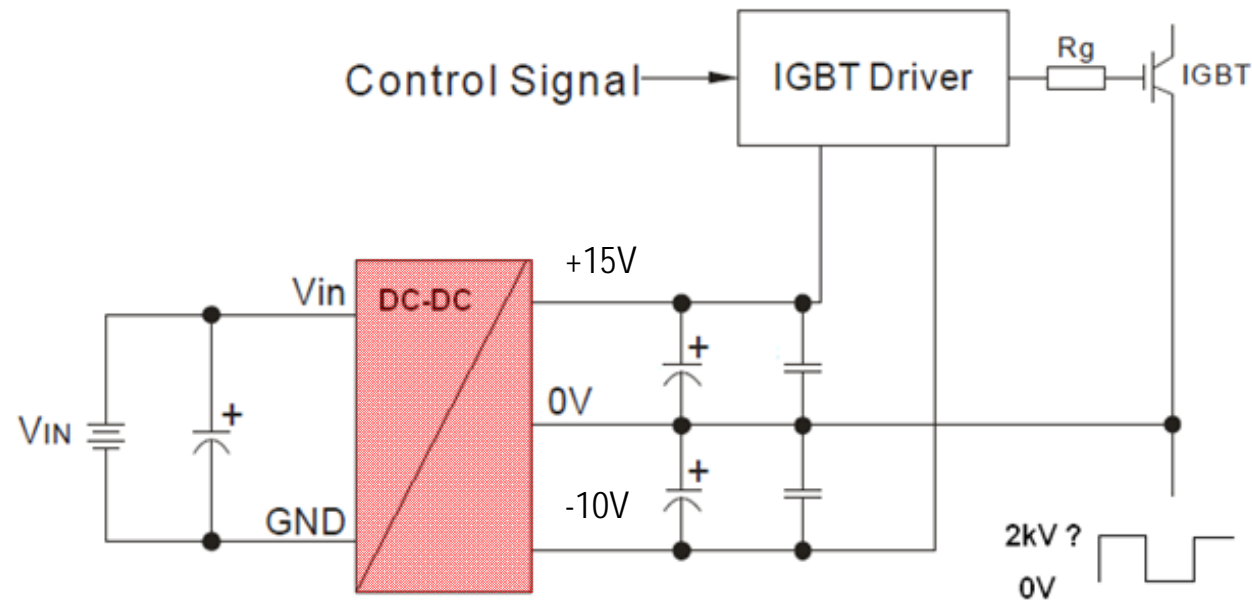 Control Signal
IGBT Driver
Rg
IGBT
+15V
Vin
DC-DC
+
0V
VIN
+
+
-10V
GND
2kV ?
0V